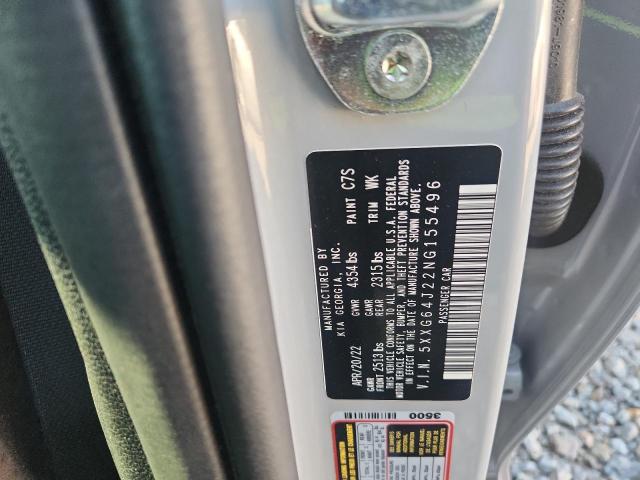 MANUFACTURED BY
KIA GEORGIA, INC.
APR/20/22 GVWR 4354 lbs PAINT C7S
GAWR GAWR
FRONT 2513 lbs REAR 2315 lbs TRIM WK
THIS VEHICLE CONFORMS TO ALL APPLICABLE U.S.A. FEDERAL
MOTOR VEHICLE SAFETY, BUMPER, AND THEFT PREVENTION STANDARDS
IN EFFECT ON THE DATE OF MANUFACTURE SHOWN ABOVE.
V.I.N. 5XXG64J22NG155496
PASSENGER CAR
3500